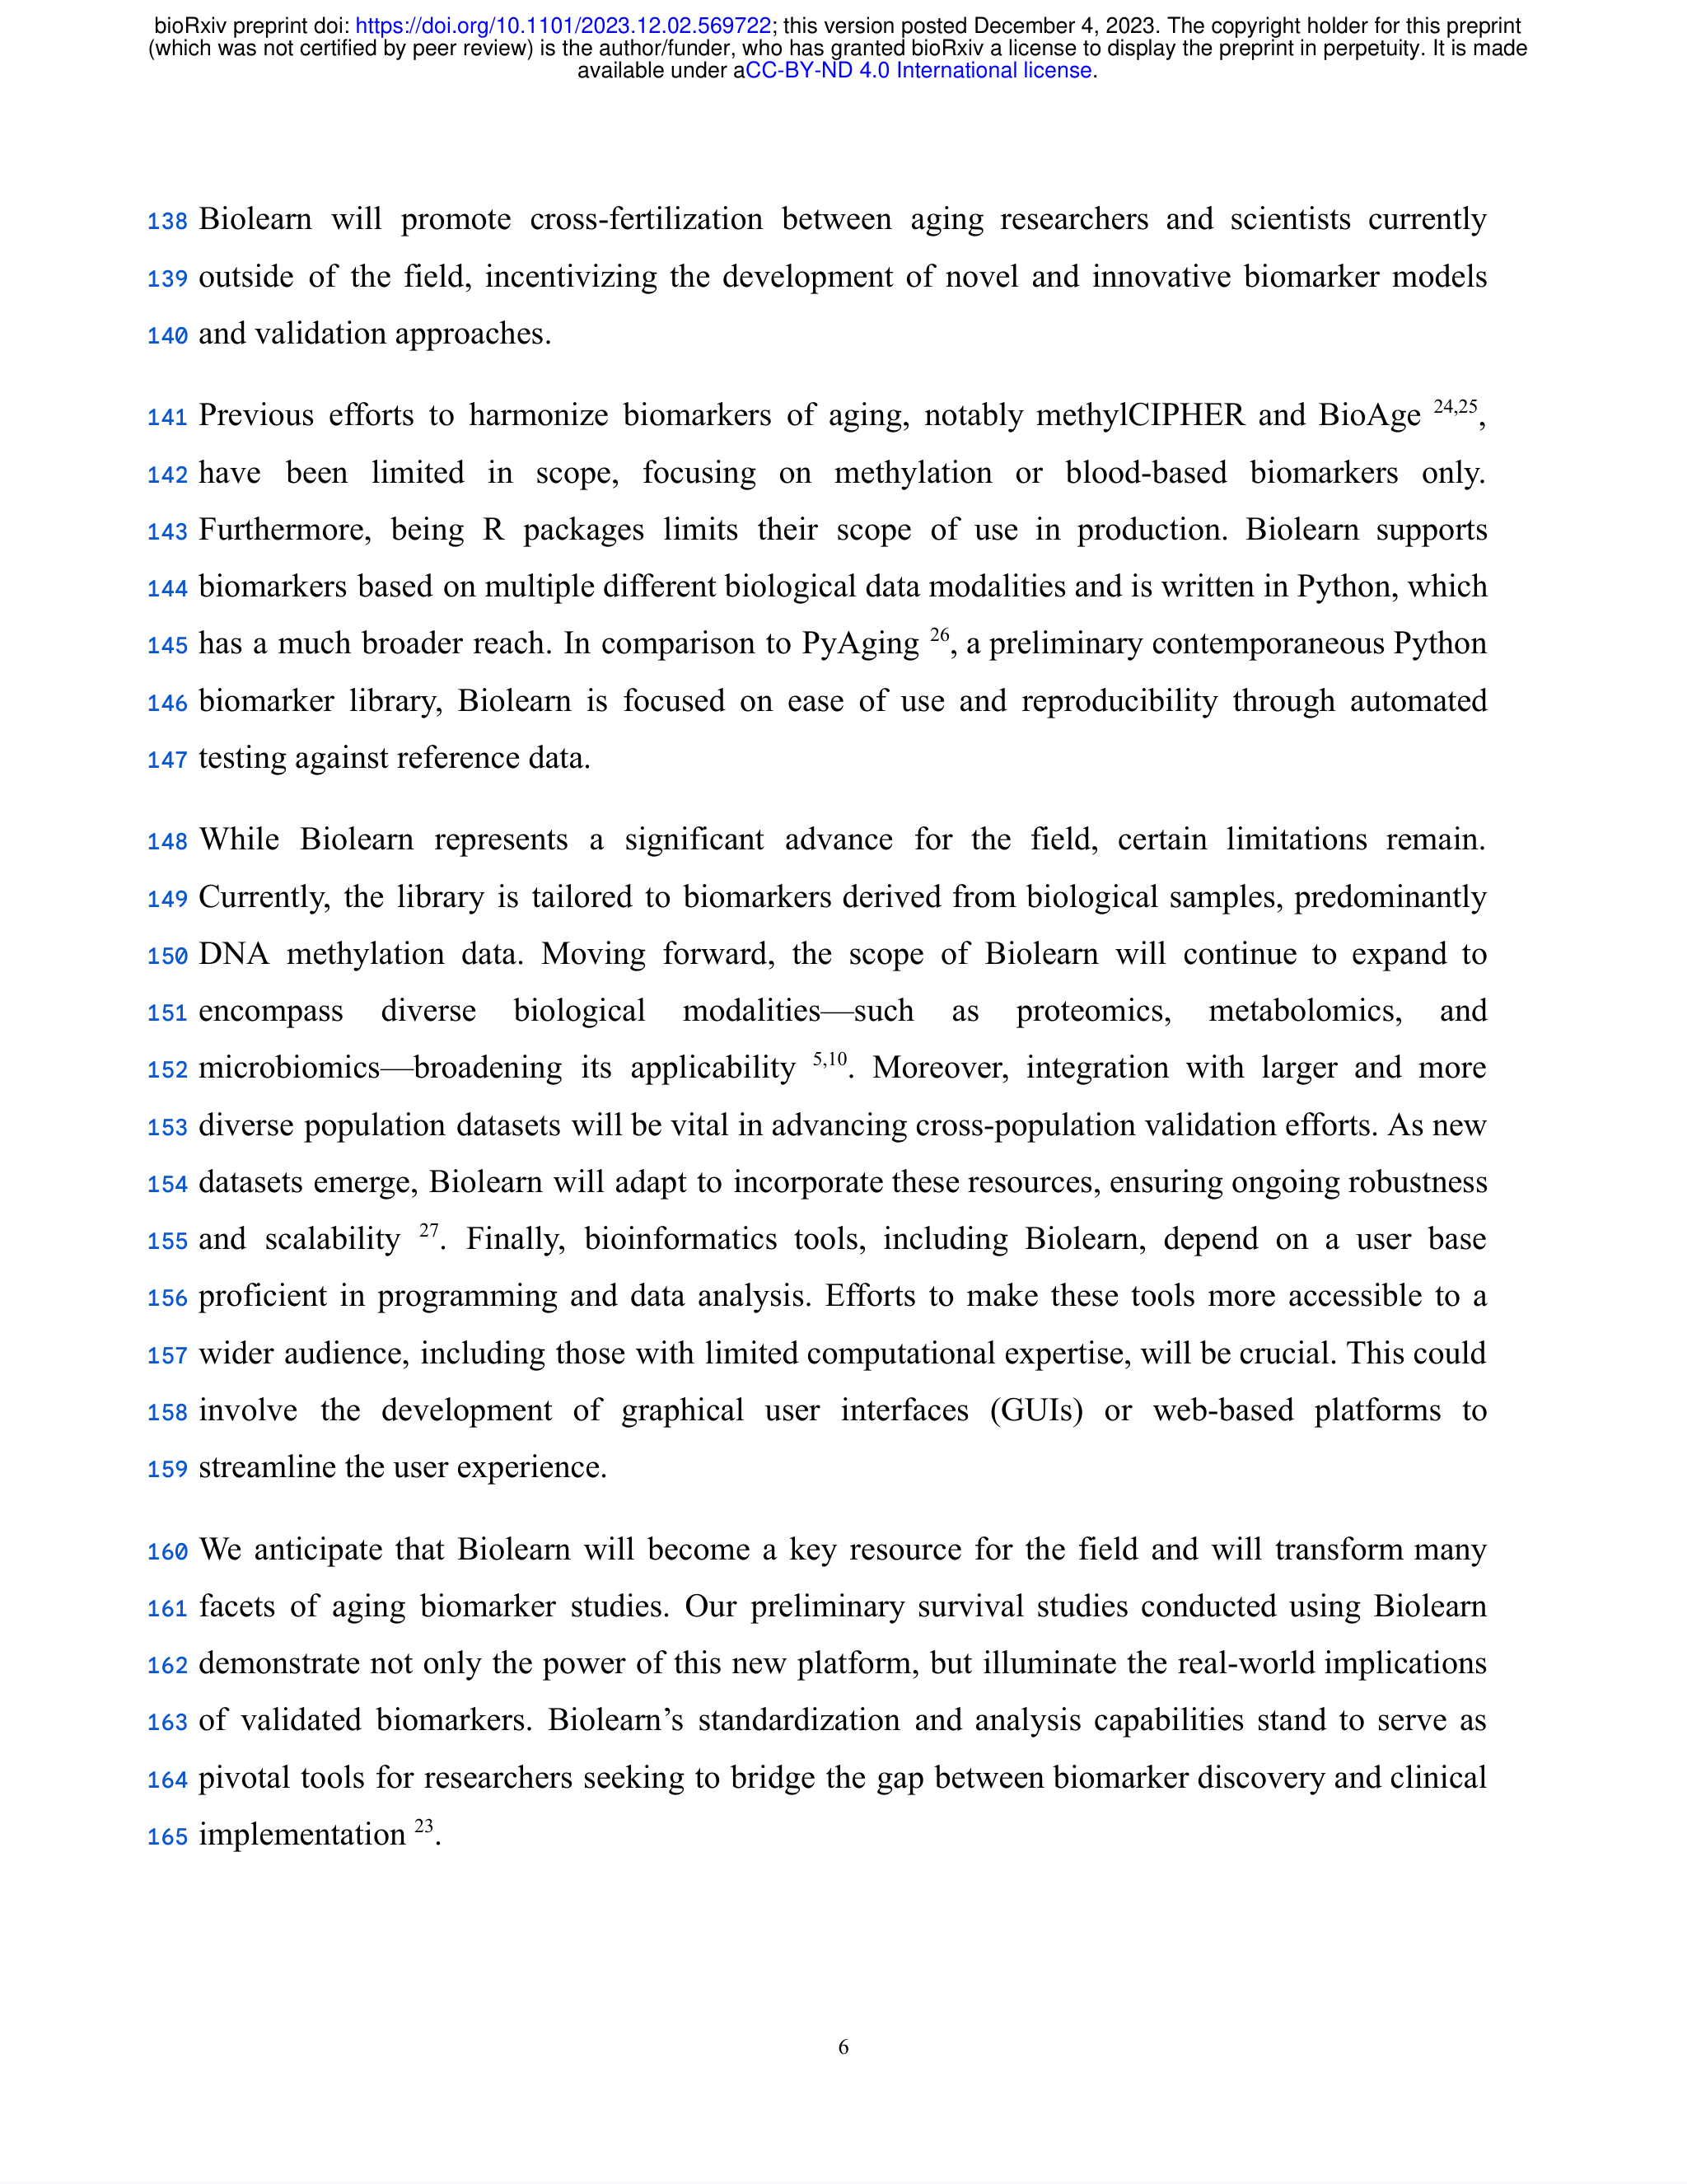 bioRxiv preprint doi: https://doi.org/10.1101/2023.12.02.569722; this version posted December 4, 2023. The copyright holder for this preprint
(which was not certified by peer review) is the author/funder, who has granted bioRxiv a license to display the preprint in perpetuity. It is made
available under aCC-BY-ND 4.0 International license.
138 Biolearn will promote cross-fertilization between aging researchers and scientists currently
139 outside of the field, incentivizing the development of novel and innovative biomarker models
140 and validation approaches.
141 Previous efforts to harmonize biomarkers of aging, notably methylCIPHER and BioAge 24,25,
142 have been limited in scope, focusing on methylation or blood-based biomarkers only.
143 Furthermore, being R packages limits their scope of use in production. Biolearn supports
144 biomarkers based on multiple different biological data modalities and is written in Python, which
145 has a much broader reach. In comparison to PyAging 26, a preliminary contemporaneous Python
146 biomarker library, Biolearn is focused on ease of use and reproducibility through automated
147 testing against reference data.
148 While Biolearn represents a significant advance for the field, certain limitations remain.
149 Currently, the library is tailored to biomarkers derived from biological samples, predominantly
150 DNA methylation data. Moving forward, the scope of Biolearn will continue to expand to
151 encompass diverse biological modalities—such as proteomics, metabolomics, and
152 microbiomics—broadening its applicability 5,10. Moreover, integration with larger and more
153 diverse population datasets will be vital in advancing cross-population validation efforts. As new
154 datasets emerge, Biolearn will adapt to incorporate these resources, ensuring ongoing robustness
155 and scalability 27. Finally, bioinformatics tools, including Biolearn, depend on a user base
156 proficient in programming and data analysis. Efforts to make these tools more accessible to a
157 wider audience, including those with limited computational expertise, will be crucial. This could
158 involve the development of graphical user interfaces (GUIs) or web-based platforms to
159 streamline the user experience.
160 We anticipate that Biolearn will become a key resource for the field and will transform many
161 facets of aging biomarker studies. Our preliminary survival studies conducted using Biolearn
162 demonstrate not only the power of this new platform, but illuminate the real-world implications
163 of validated biomarkers. Biolearn’s standardization and analysis capabilities stand to serve as
164 pivotal tools for researchers seeking to bridge the gap between biomarker discovery and clinical
165 implementation 23.
6